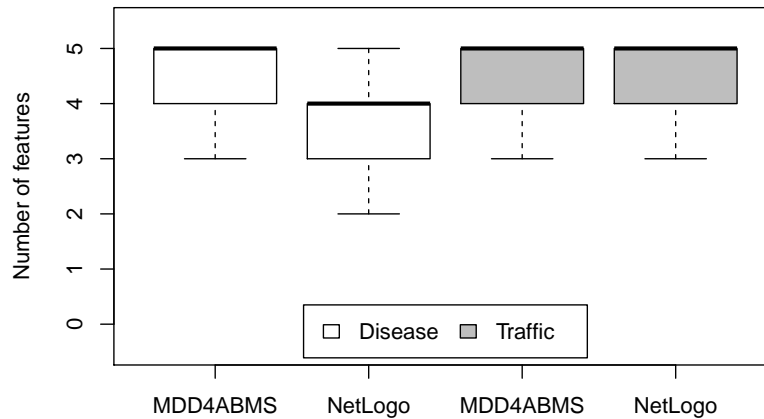 Number of features
5
4
3
2
1
0
Disease Traffic
MDD4ABMS NetLogo MDD4ABMS NetLogo